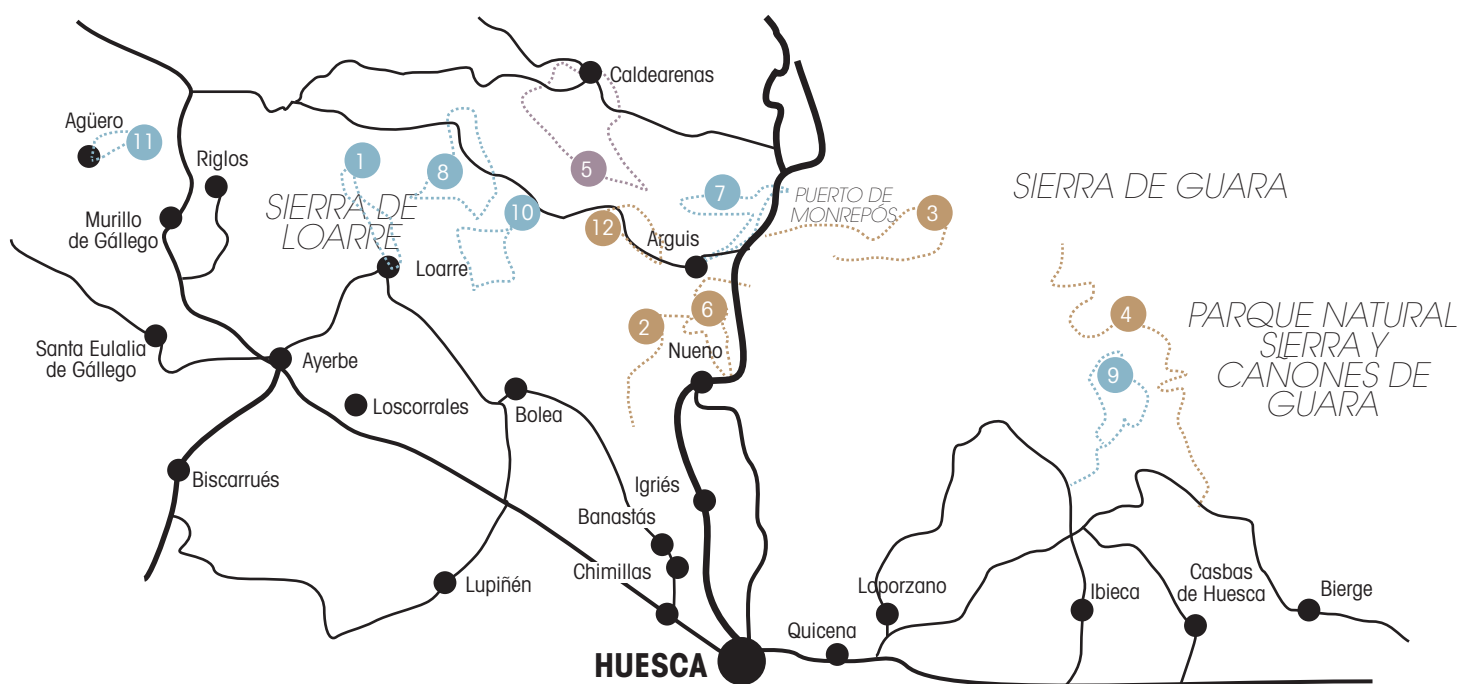 Caldearenas
Agüero
11
Riglos
1
8
5
7
SIERRA DE GUARA
PUERTO DE
MONREPÓS
3
SIERRA DE
LOARRE
10
12
Murillo
de Gállego
Arguis
Loarre
4
PARQUE NATURAL
SIERRA Y
CAÑONES DE
GUARA
6
2
Santa Eulalia
de Gállego
Ayerbe
Nueno
9
Loscorrales
Bolea
Biscarrués
Igriés
Banastás
Chimillas
Lupiñén
Loporzano
Ibieca
Casbas
de Huesca
Bierge
Quicena
HUESCA